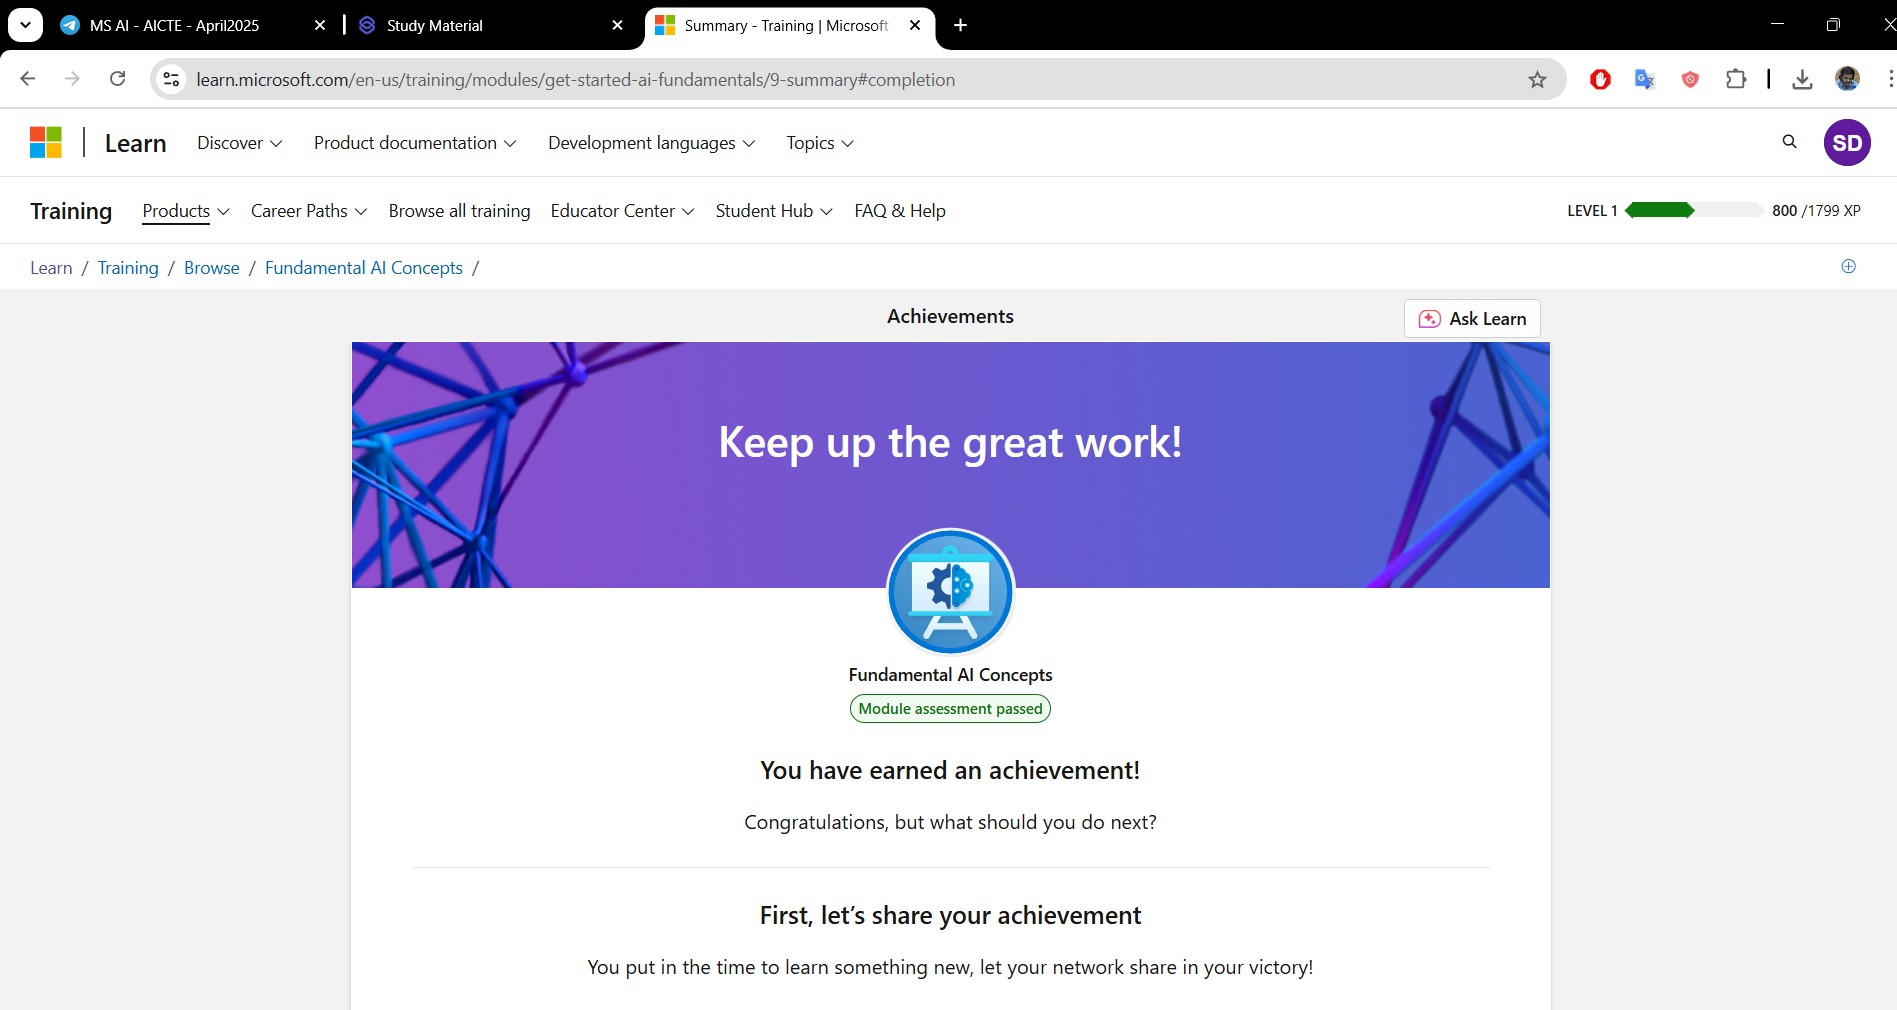 MS AI - AICTE - April2025
Study Material
Summary - Training | Microsoft
learn.microsoft.com/en-us/training/modules/get-started-ai-fundamentals/9-summary#completion
Learn
Discover
Product documentation
Development languages
Topics
SD
Training
Products
Career Paths
Browse all training
Educator Center
Student Hub
FAQ & Help
LEVEL 1
800 /1799 XP
Learn / Training / Browse / Fundamental AI Concepts /
Achievements
Ask Learn
Keep up the great work!
Fundamental AI Concepts
Module assessment passed
You have earned an achievement!
Congratulations, but what should you do next?
First, let’s share your achievement
You put in the time to learn something new, let your network share in your victory!